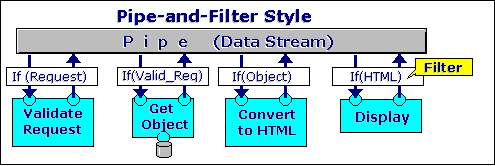 Pipe-and-Filter Style
P i p e (Data Stream)
If (Request) If(Valid_Req) If(Object) If(HTML) Filter
Validate Request
Get Object
Convert to HTML
Display